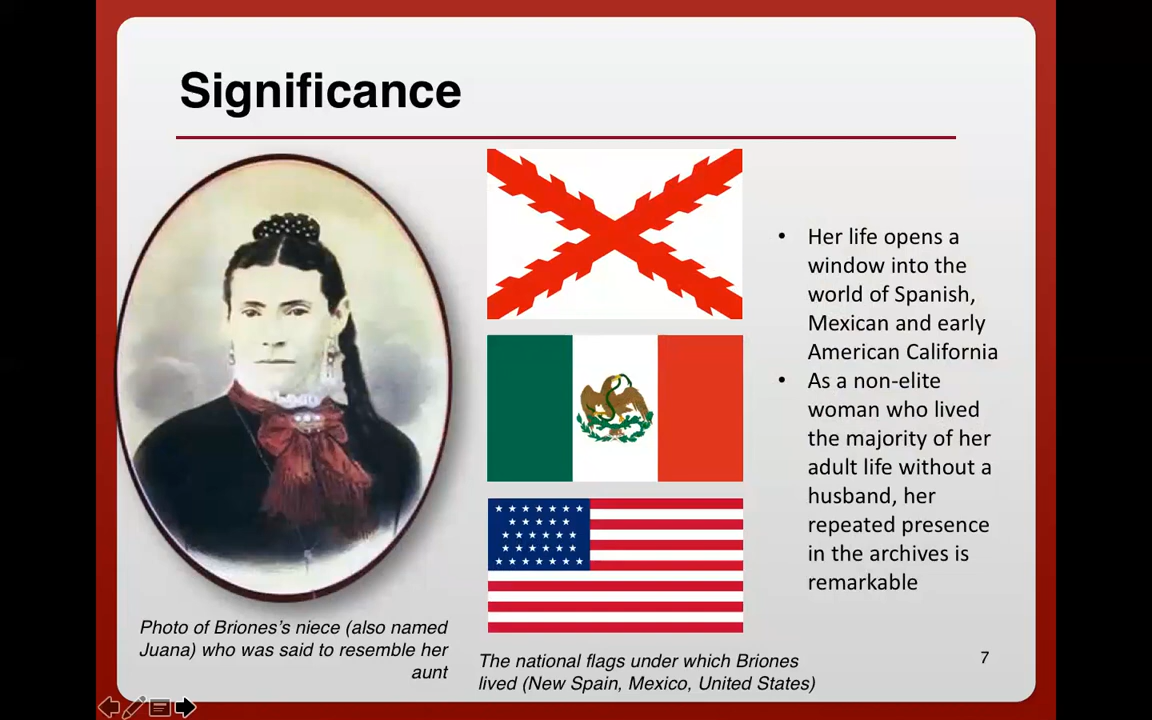 Significance
• Her life opens a
window into the
world of Spanish,
Mexican and early
American California
• As a non-elite
woman who lived
the majority of her
adult life without a
husband, her
repeated presence
in the archives is
remarkable
Photo of Briones's niece (also named
Juana) who was said to resemble her
aunt
The national flags under which Briones
lived (New Spain, Mexico, United States)
7